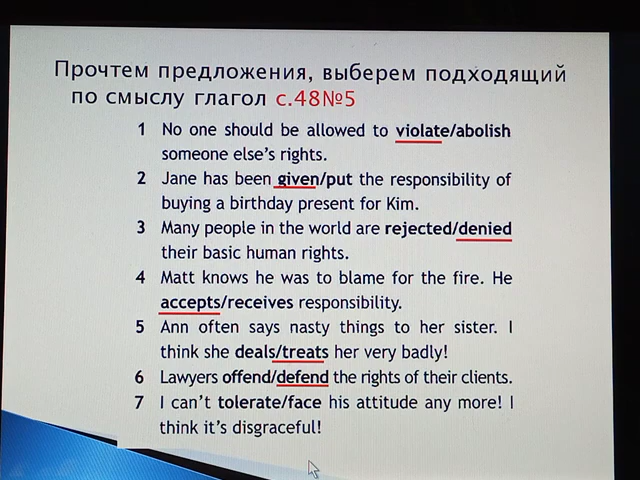 Прочтем предложения, выберем подходящий
по смыслу глагол с.48№5
1 No one should be allowed to violate/abolish
someone else's rights.
2 Jane has been given/put the responsibility of
buying a birthday present for Kim.
3 Many people in the world are rejected/denied
their basic human rights.
4 Matt knows he was to blame for the fire. He
accepts/receives responsibility.
5 Ann often says nasty things to her sister. I
think she deals/treats her very badly!
6 Lawyers offend/defend the rights of their clients.
7 I can't tolerate/face his attitude any more! I
think it's disgraceful!